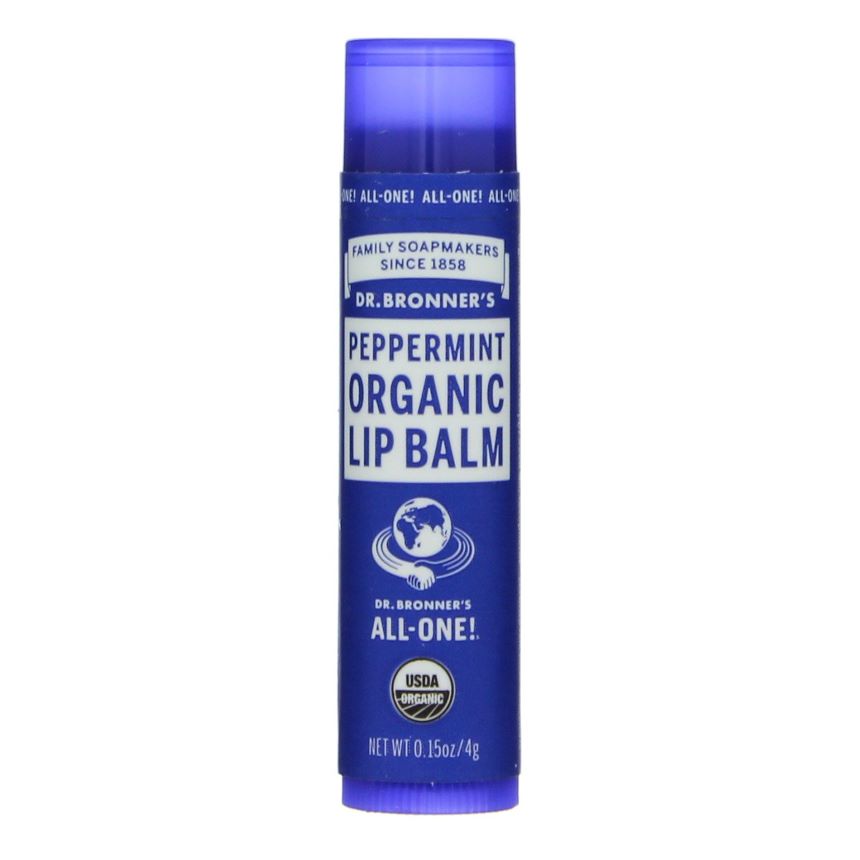 ONE! ALL-ONE! ALL-ONE! ALL-ONE
FAMILY SOAPMAKERS
SINCE 1858
DR. BRONNER'S
PEPPERMINT
ORGANIC
LIP BALM
DR. BRONNER'S
ALL-ONE!
USDA
ORGANIC
NET WT 0.15oz/4g